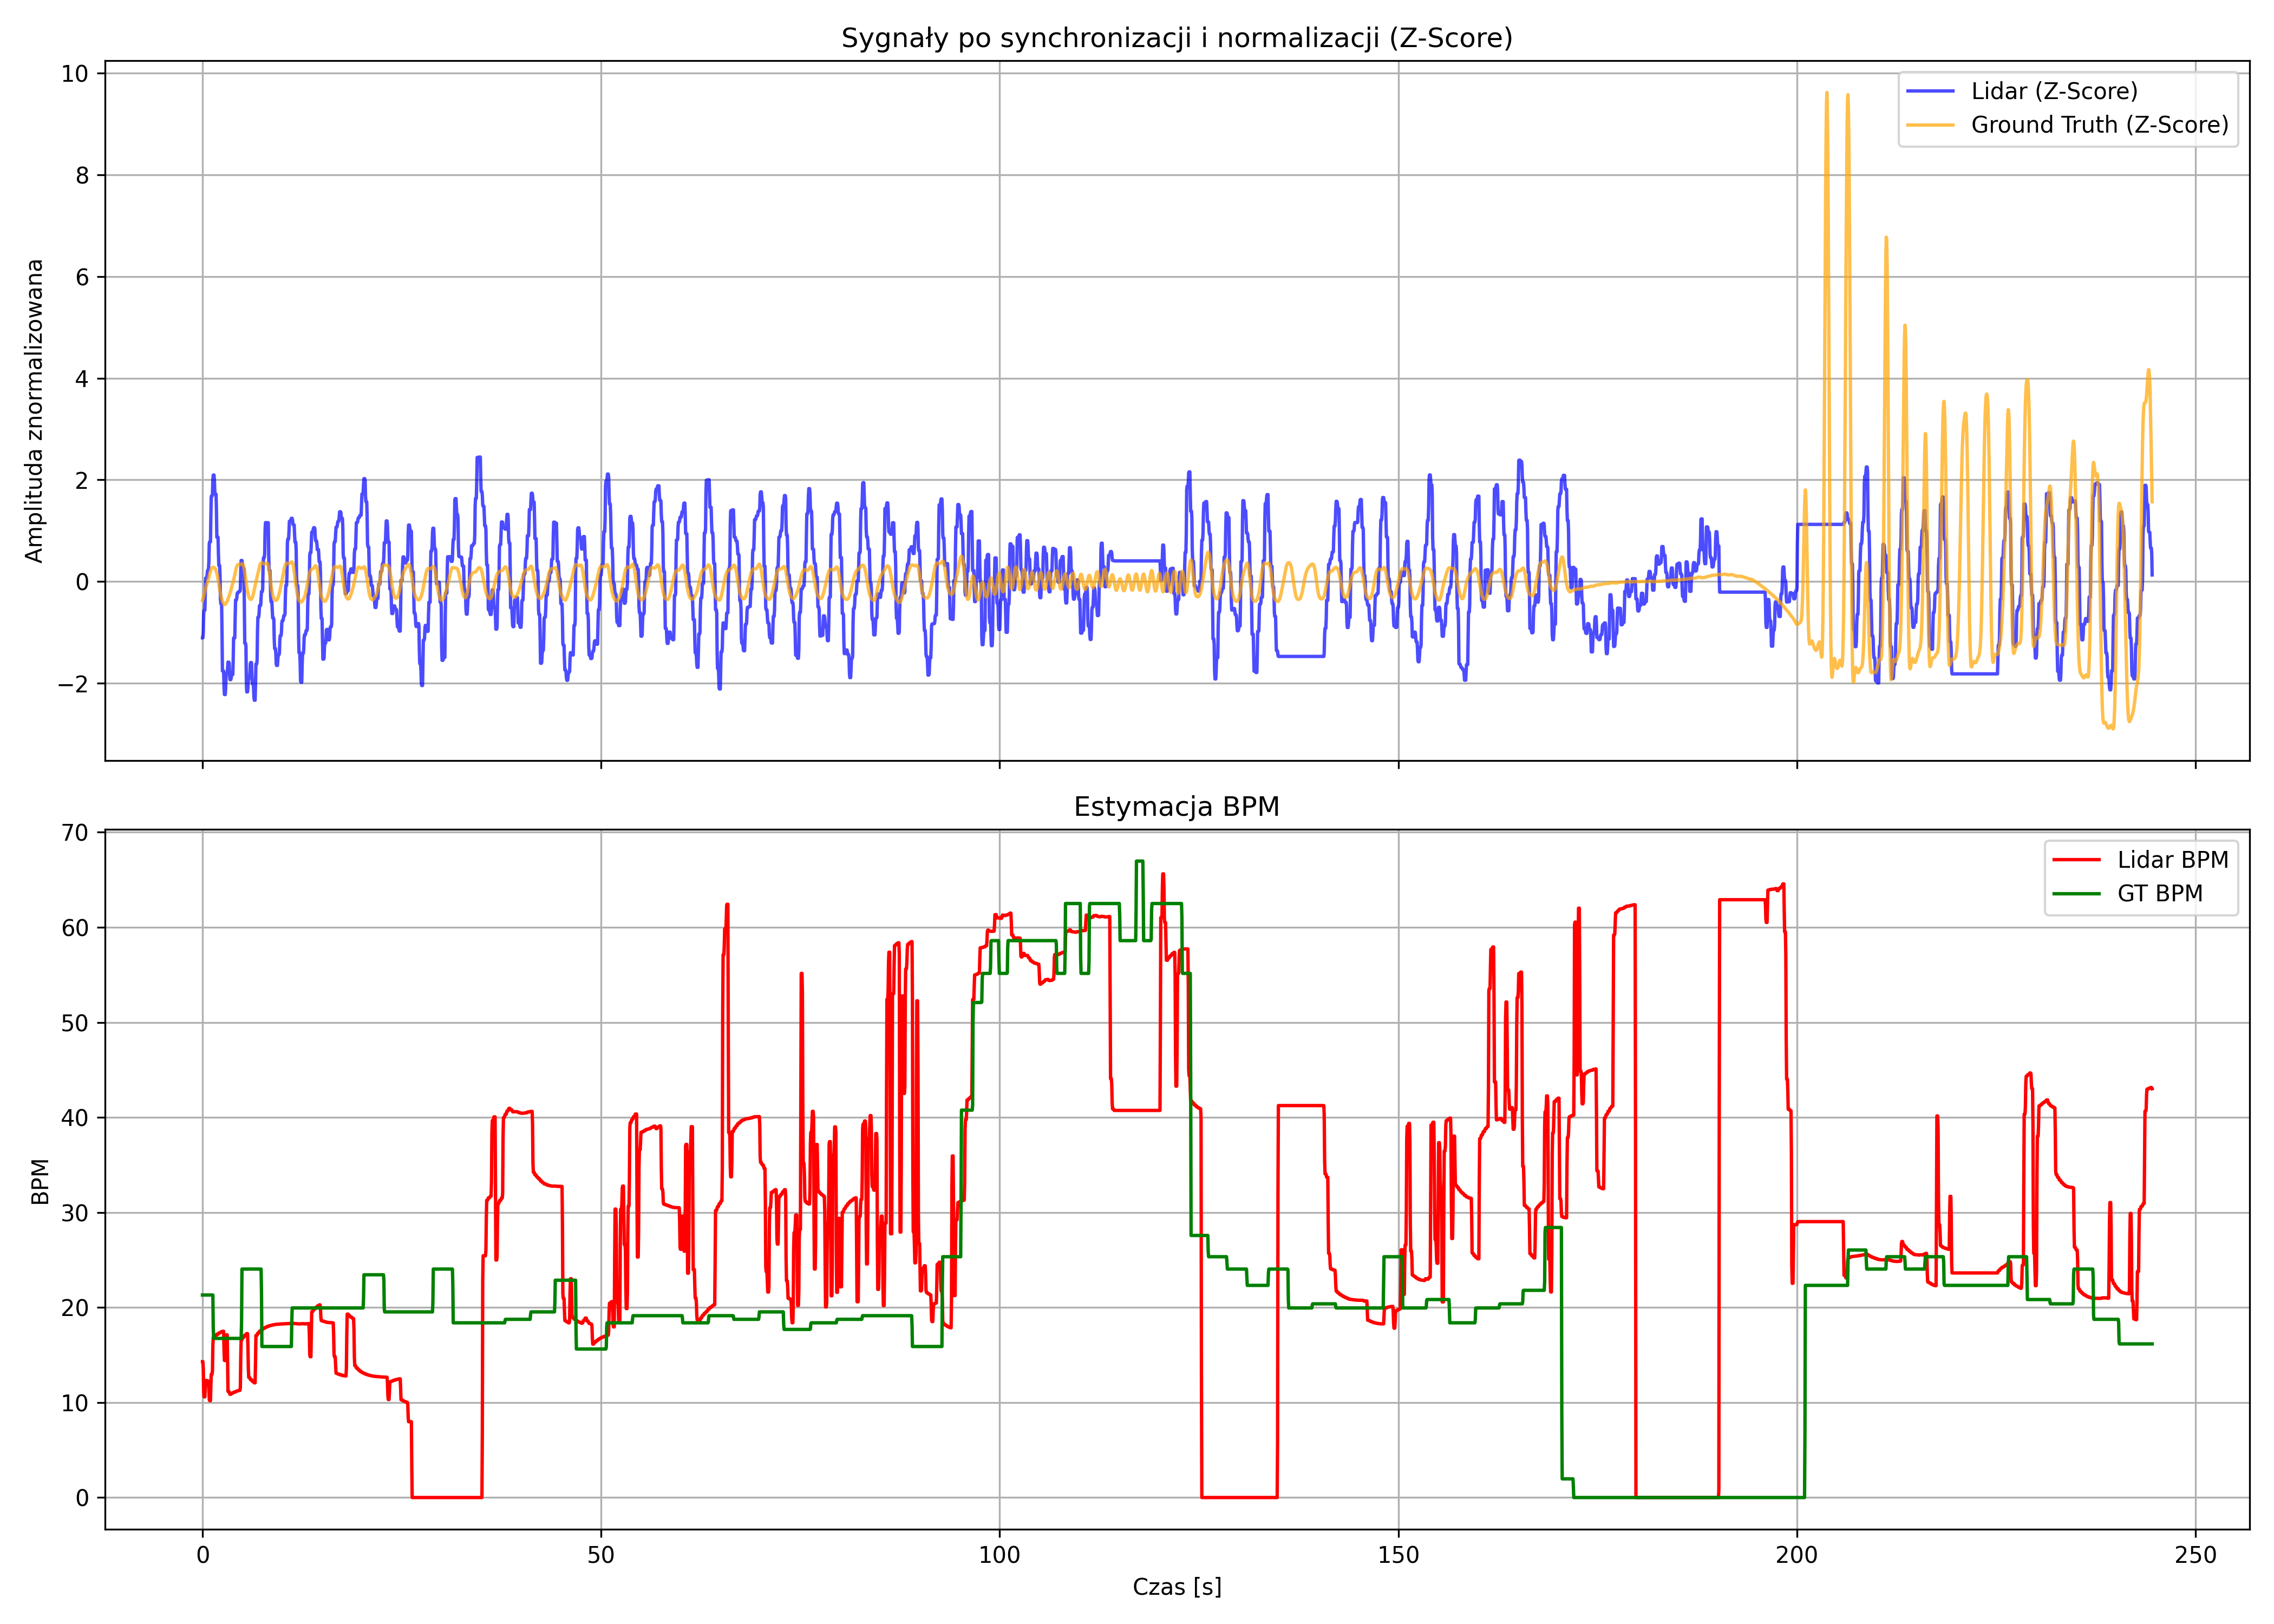 Sygnały po synchronizacji i normalizacji (Z-Score)
10
8
6
4
2
0
−2
Amplituda znormalizowana
Lidar (Z-Score)
Ground Truth (Z-Score)
Estymacja BPM
70
60
50
40
30
20
10
0
BPM
Lidar BPM
GT BPM
0 50 100 150 200 250
Czas [s]